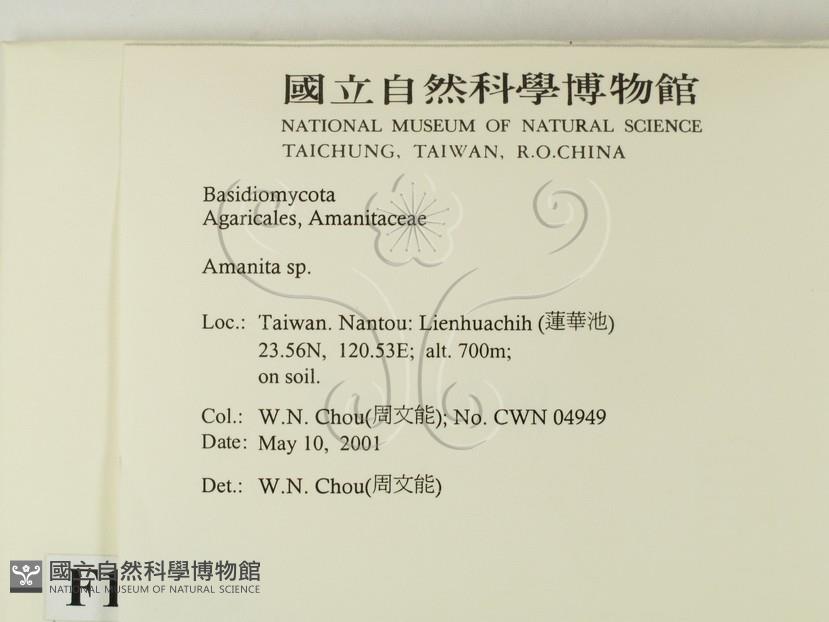 國立自然科學博物館
NATIONAL MUSEUM OF NATURAL SCIENCE
TAICHUNG, TAIWAN, R.O.CHINA
Basidiomycota
Agaricales, Amanitaceae
Amanita sp.
Loc.: Taiwan. Nantou: Lienhuachih (蓮華池)
23.56N, 120.53E; alt. 700m;
on soil.
Col.: W.N. Chou(周文能); No. CWN 04949
Date: May 10, 2001
Det.: W.N. Chou(周文能)
國立自然科學博物館
NATIONAL MUSEUM OF NATURAL SCIENCE